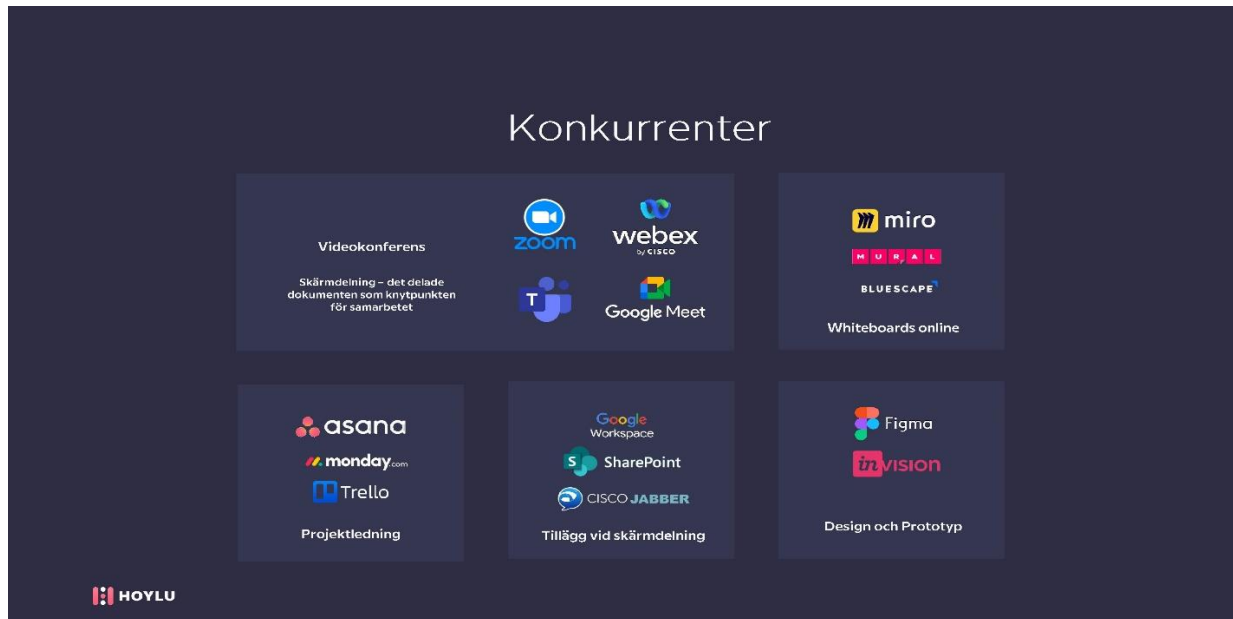 Konkurrenter
Videokonferens
Skärmdelning – det delade
dokumenten som knytpunkten
för samarbetet
zoom
webex
by CISCO
T
Google Meet
miro
MURAL
BLUESCAPE
Whiteboards online
asana
monday.com
Trello
Projektledning
Google
Workspace
S SharePoint
CISCO JABBER
Tillägg vid skärmdelning
Figma
invision
Design och Prototyp
HOYLU